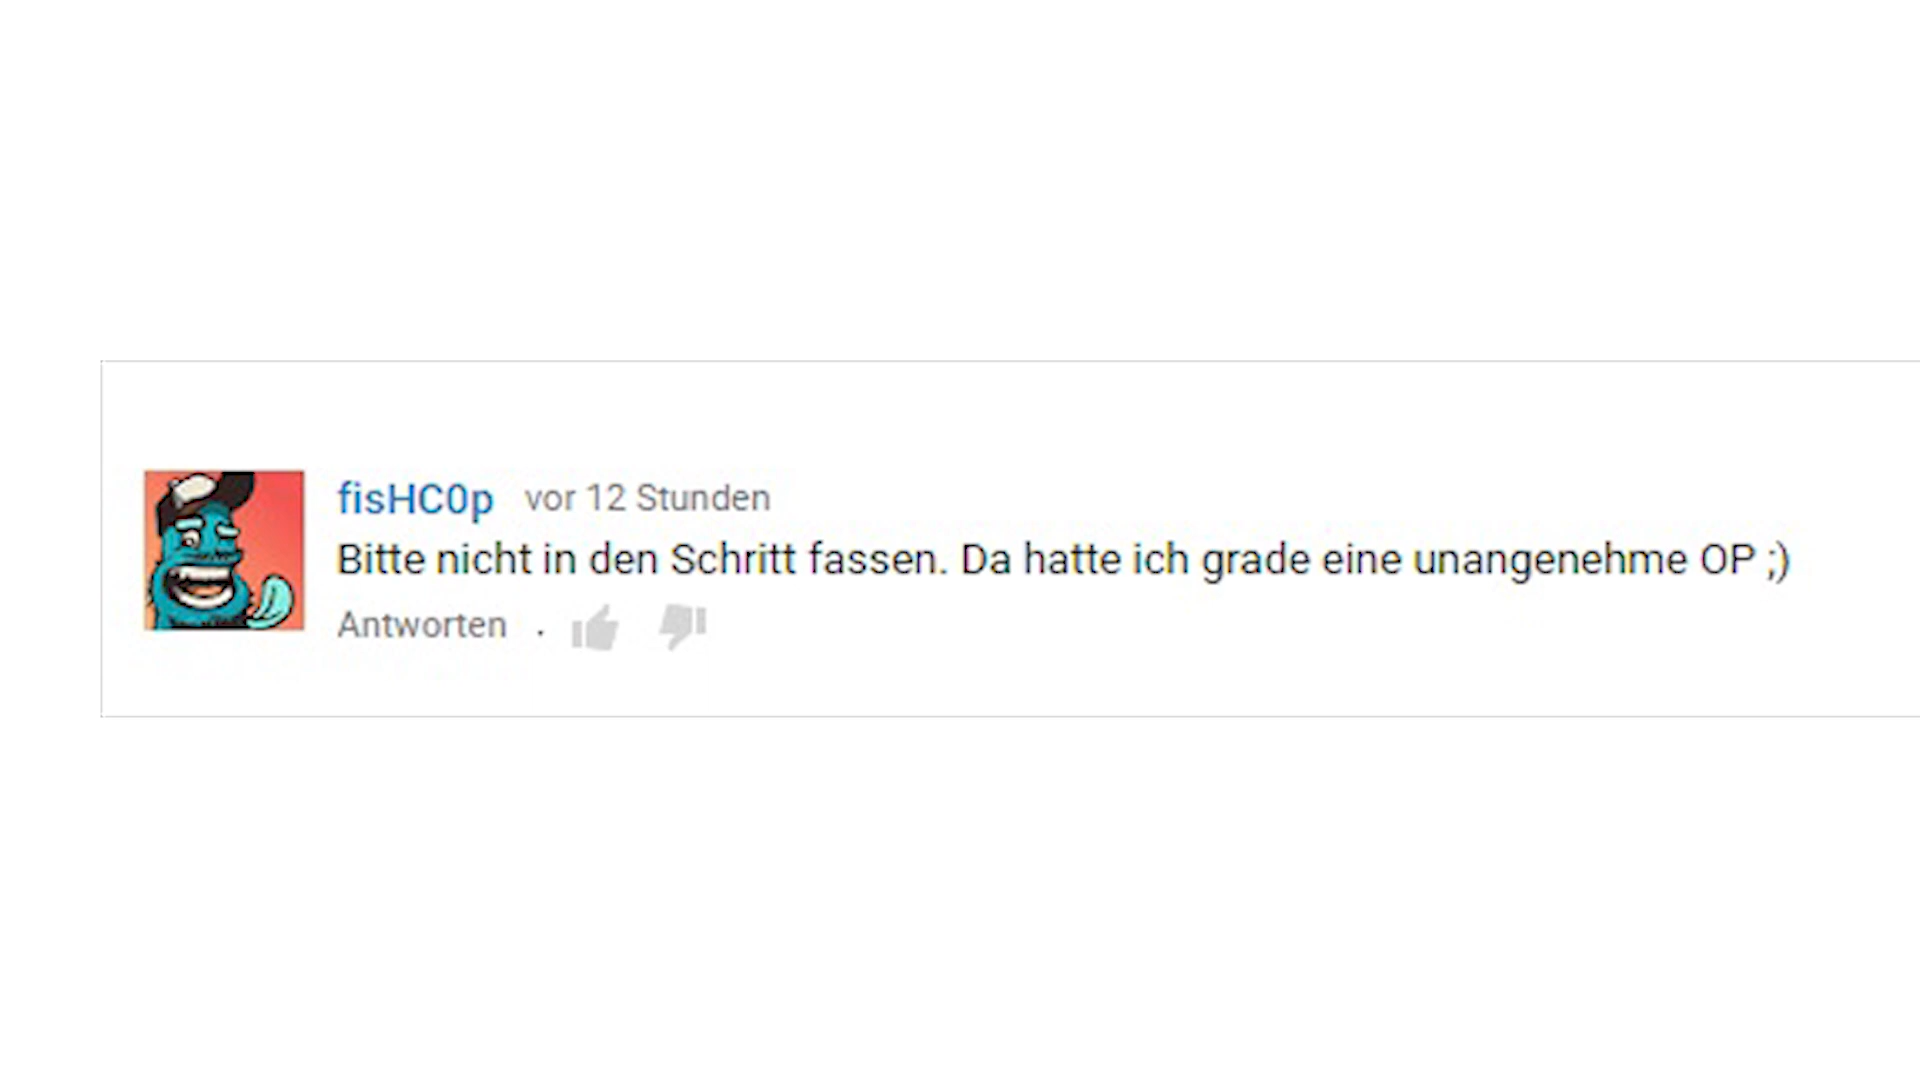 fisHC0p vor 12 Stunden
Bitte nicht in den Schritt fassen. Da hatte ich grade eine unangenehme OP ;)
Antworten .